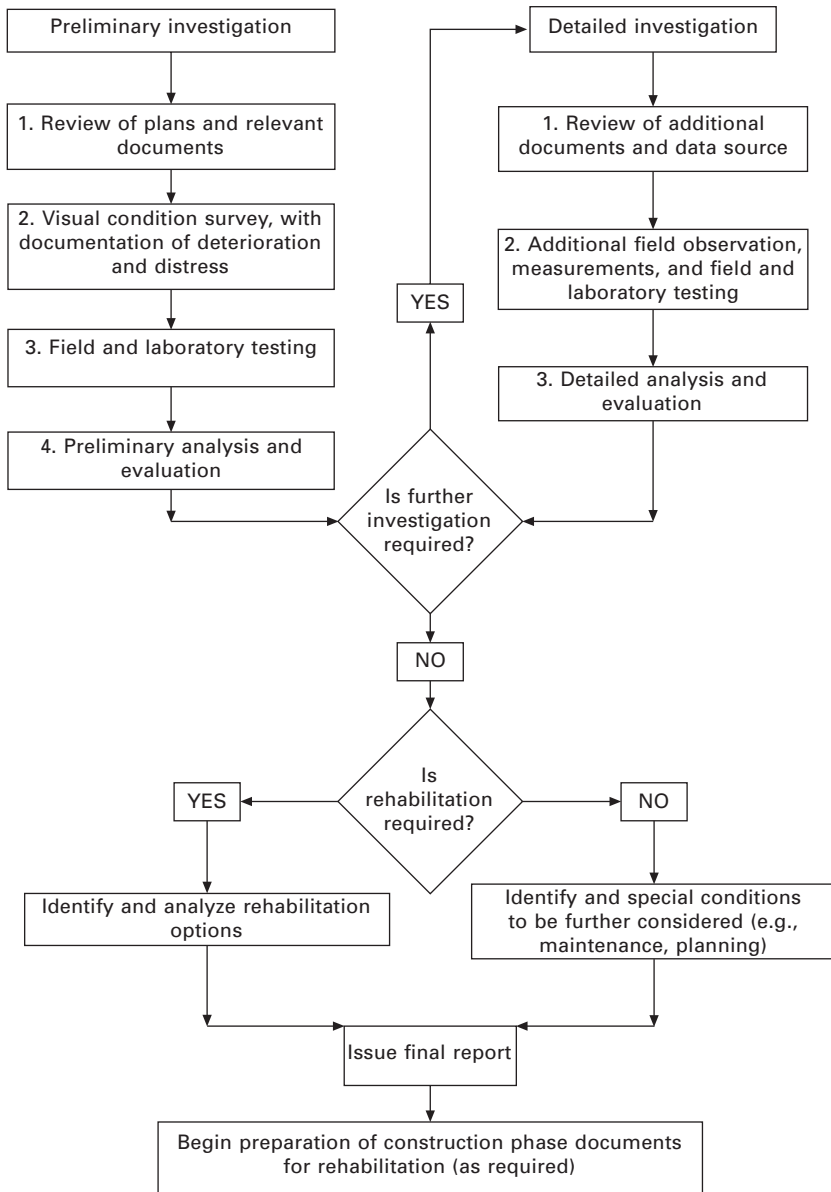 Preliminary investigation
1. Review of plans and relevant
documents
2. Visual condition survey, with
documentation of deterioration
and distress
3. Field and laboratory testing
4. Preliminary analysis and
evaluation
Detailed investigation
1. Review of additional
documents and data source
2. Additional field observation,
measurements, and field and
laboratory testing
3. Detailed analysis and
evaluation
YES
Is further
investigation
required?
NO
Is
rehabilitation
required?
YES
NO
Identify and analyze rehabilitation
options
Identify and special conditions
to be further considered (e.g.,
maintenance, planning)
Issue final report
Begin preparation of construction phase documents
for rehabilitation (as required)